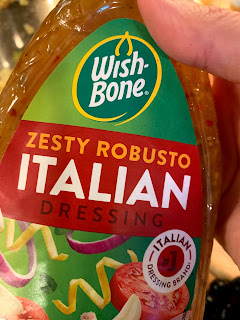 Wish-
BONE
ZESTY ROBUSTO
ITALIAN
DRESSING
ITALIAN
#1
DRESSING BRAND